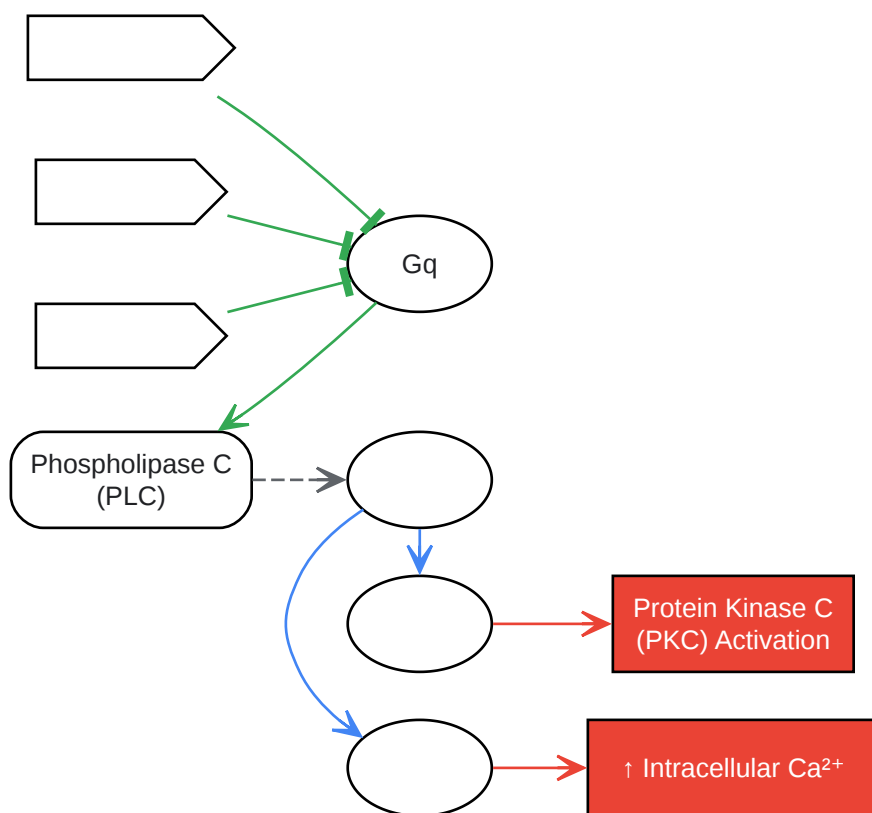 Gq
Phospholipase C
(PLC)
Protein Kinase C
(PKC) Activation
↑ Intracellular Ca²⁺